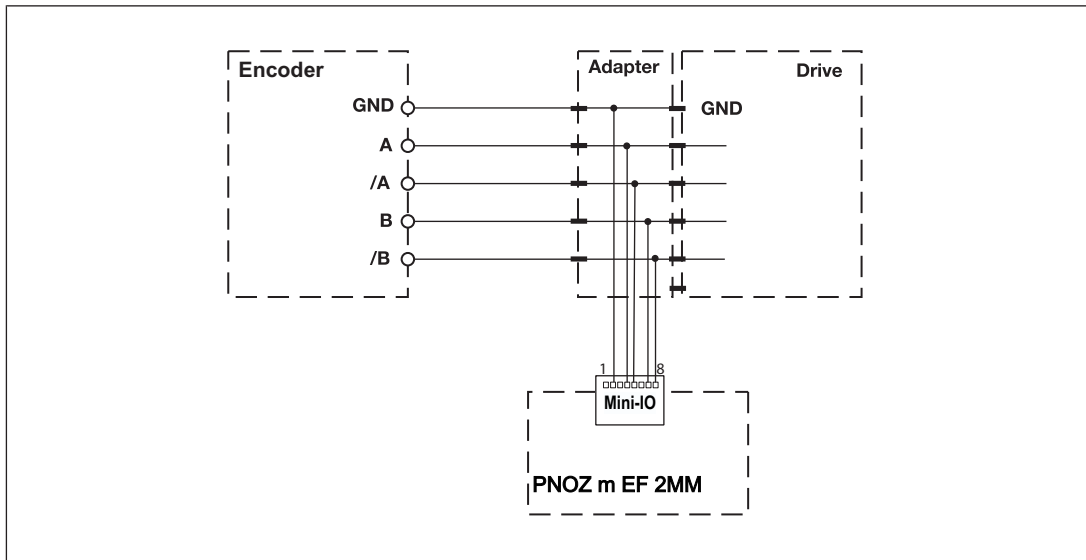 Encoder
Adapter
Drive
GND
GND
A
/A
B
/B
1
8
Mini-IO
PNOZ m EF 2MM